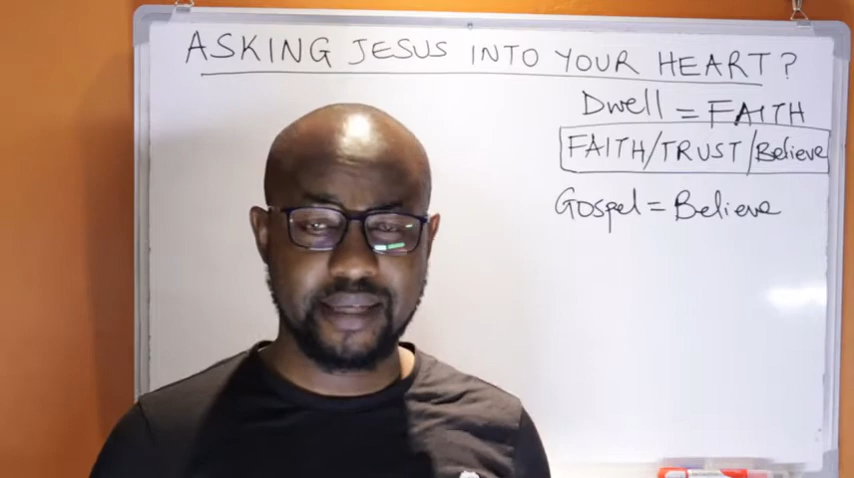 ASKING JESUS INTO YOUR HEART?
Dwell = FAITH
FAITH/TRUST/Believe
Gospel = Believe